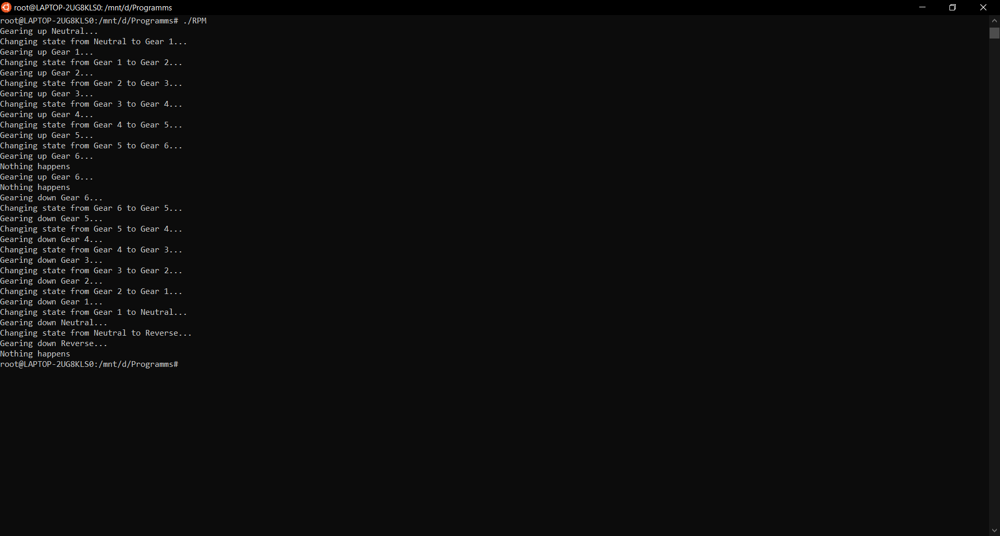 root@LAPTOP-2UG8KLS0: /mnt/d/Programms
root@LAPTOP-2UG8KLS0:/mnt/d/Programms# ./RPM
Gearing up Neutral...
Changing state from Neutral to Gear 1...
Gearing up Gear 1...
Changing state from Gear 1 to Gear 2...
Gearing up Gear 2...
Changing state from Gear 2 to Gear 3...
Gearing up Gear 3...
Changing state from Gear 3 to Gear 4...
Gearing up Gear 4...
Changing state from Gear 4 to Gear 5...
Gearing up Gear 5...
Changing state from Gear 5 to Gear 6...
Gearing up Gear 6...
Nothing happens
Gearing up Gear 6...
Nothing happens
Gearing down Gear 6...
Changing state from Gear 6 to Gear 5...
Gearing down Gear 5...
Changing state from Gear 5 to Gear 4...
Gearing down Gear 4...
Changing state from Gear 4 to Gear 3...
Gearing down Gear 3...
Changing state from Gear 3 to Gear 2...
Gearing down Gear 2...
Changing state from Gear 2 to Gear 1...
Gearing down Gear 1...
Changing state from Gear 1 to Neutral...
Gearing down Neutral...
Changing state from Neutral to Reverse...
Gearing down Reverse...
Nothing happens
root@LAPTOP-2UG8KLS0:/mnt/d/Programms#